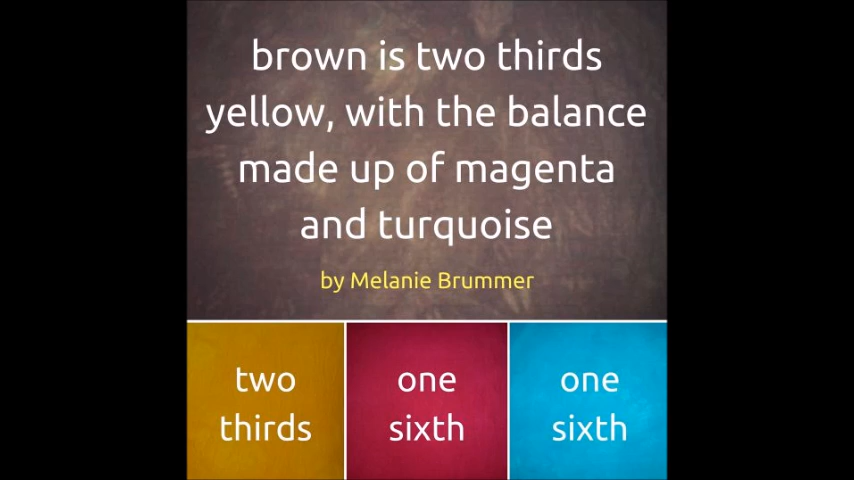 brown is two thirds
yellow, with the balance
made up of magenta
and turquoise
by Melanie Brummer
two
thirds
one
sixth
one
sixth